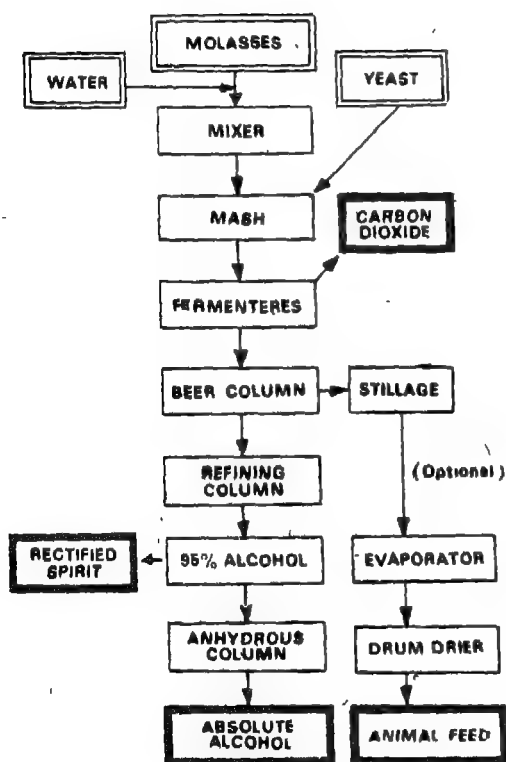 MOLASSES
WATER
YEAST
MIXER
MASH
CARBON
DIOXIDE
FERMENTERES
BEER COLUMN
STILLAGE
REFINING
COLUMN
(Optional)
RECTIFIED
SPIRIT
95% ALCOHOL
EVAPORATOR
ANHYDROUS
COLUMN
DRUM DRIER
ABSOLUTE
ALCOHOL
ANIMAL FEED